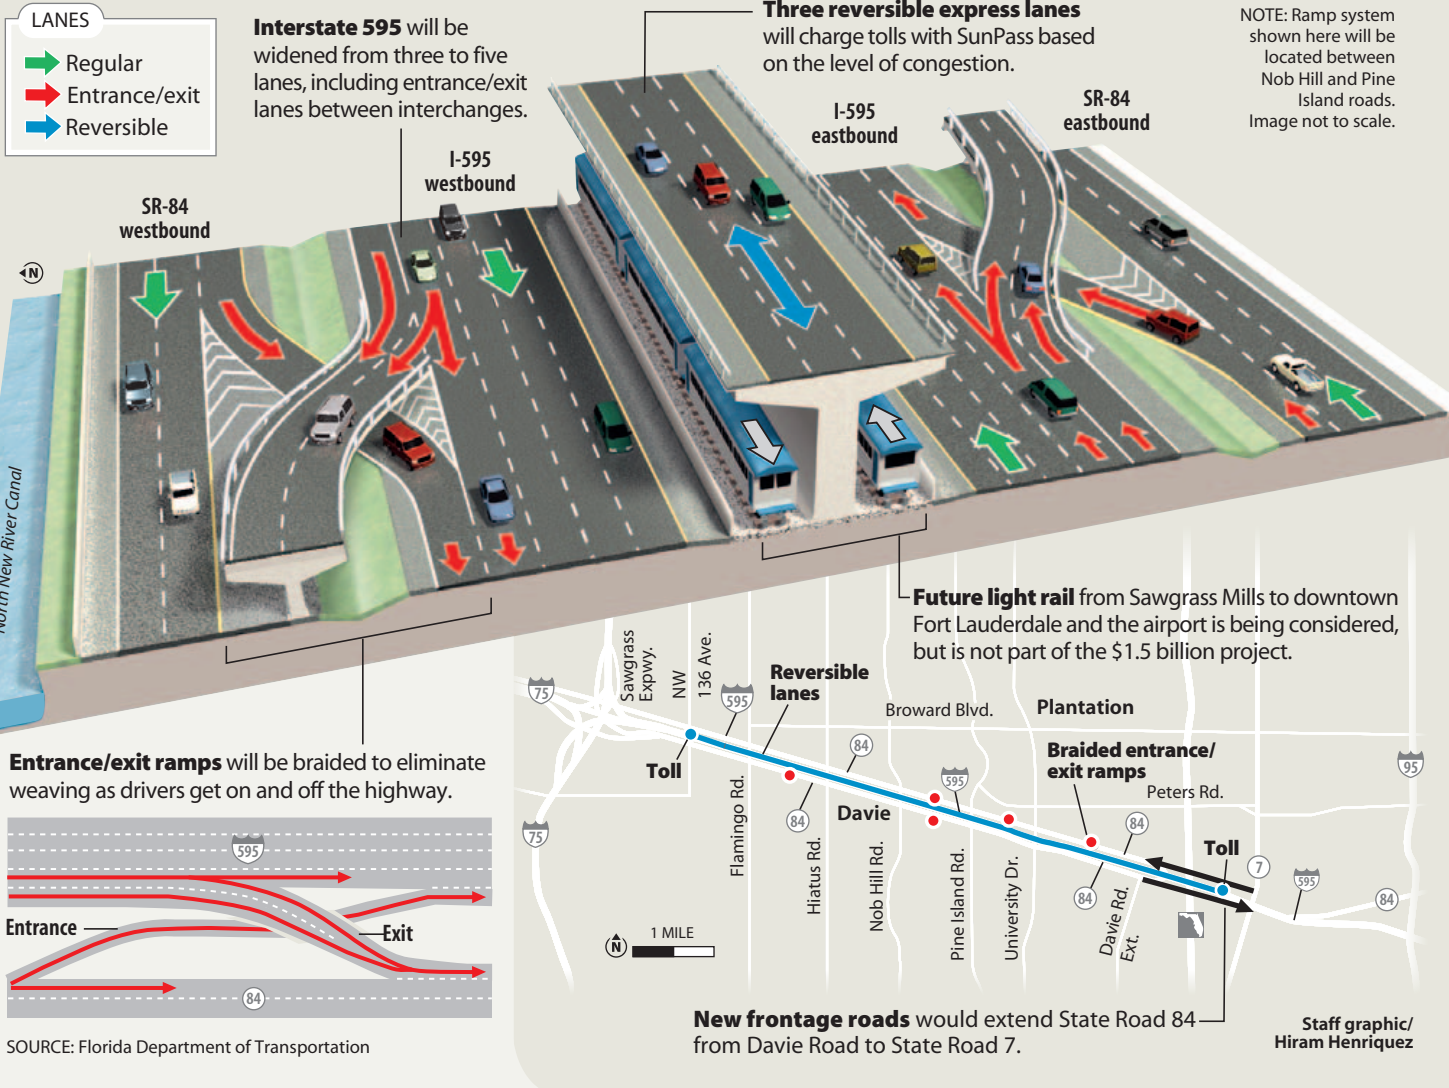 LANES
Regular
Entrance/exit
Reversible
Interstate 595 will be
widened from three to five
lanes, including entrance/exit
lanes between interchanges.
Three reversible express lanes
will charge tolls with SunPass based
on the level of congestion.
NOTE: Ramp system
shown here will be
located between
Nob Hill and Pine
Island roads.
Image not to scale.
SR-84
westbound
I-595
westbound
I-595
eastbound
SR-84
eastbound
N
North New River Canal
Future light rail from Sawgrass Mills to downtown
Fort Lauderdale and the airport is being considered,
but is not part of the $1.5 billion project.
Entrance/exit ramps will be braided to eliminate
weaving as drivers get on and off the highway.
595
Entrance
Exit
84
SOURCE: Florida Department of Transportation
75
Sawgrass
Expwy.
NW
136 Ave.
595
Reversible
lanes
Broward Blvd.
Plantation
Toll
84
Braided entrance/
exit ramps
95
75
Flamingo Rd.
84
Hiatus Rd.
Davie
Nob Hill Rd.
595
Pine Island Rd.
University Dr.
Peters Rd.
84
84
Davie Rd.
Ext.
Toll
7
595
84
N
1 MILE
New frontage roads would extend State Road 84
from Davie Road to State Road 7.
Staff graphic/
Hiram Henriquez